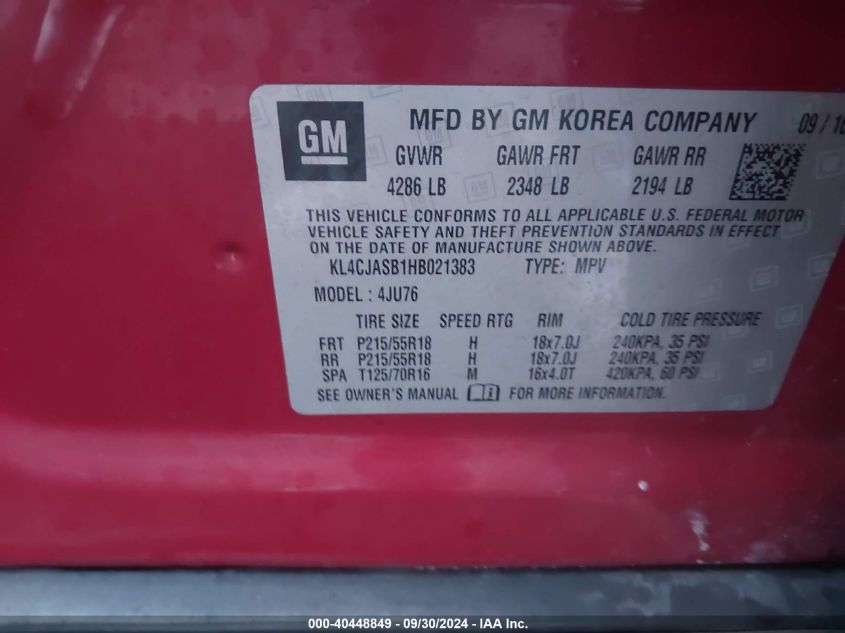 GM
MFD BY GM KOREA COMPANY 09/16
GVWR GAWR FRT GAWR RR
4286 LB 2348 LB 2194 LB
THIS VEHICLE CONFORMS TO ALL APPLICABLE U.S. FEDERAL MOTOR
VEHICLE SAFETY AND THEFT PREVENTION STANDARDS IN EFFECT
ON THE DATE OF MANUFACTURE SHOWN ABOVE.
KL4CJASB1HB021383 TYPE: MPV
MODEL : 4JU76
TIRE SIZE SPEED RTG RIM COLD TIRE PRESSURE
FRT P215/55R18 H 18x7.0J 240KPA, 35 PSI
RR P215/55R18 H 18x7.0J 240KPA, 35 PSI
SPA T125/70R16 M 16x4.0T 420KPA, 60 PSI
SEE OWNER'S MANUAL FOR MORE INFORMATION.
000-40448849 - 09/30/2024 - IAA Inc.